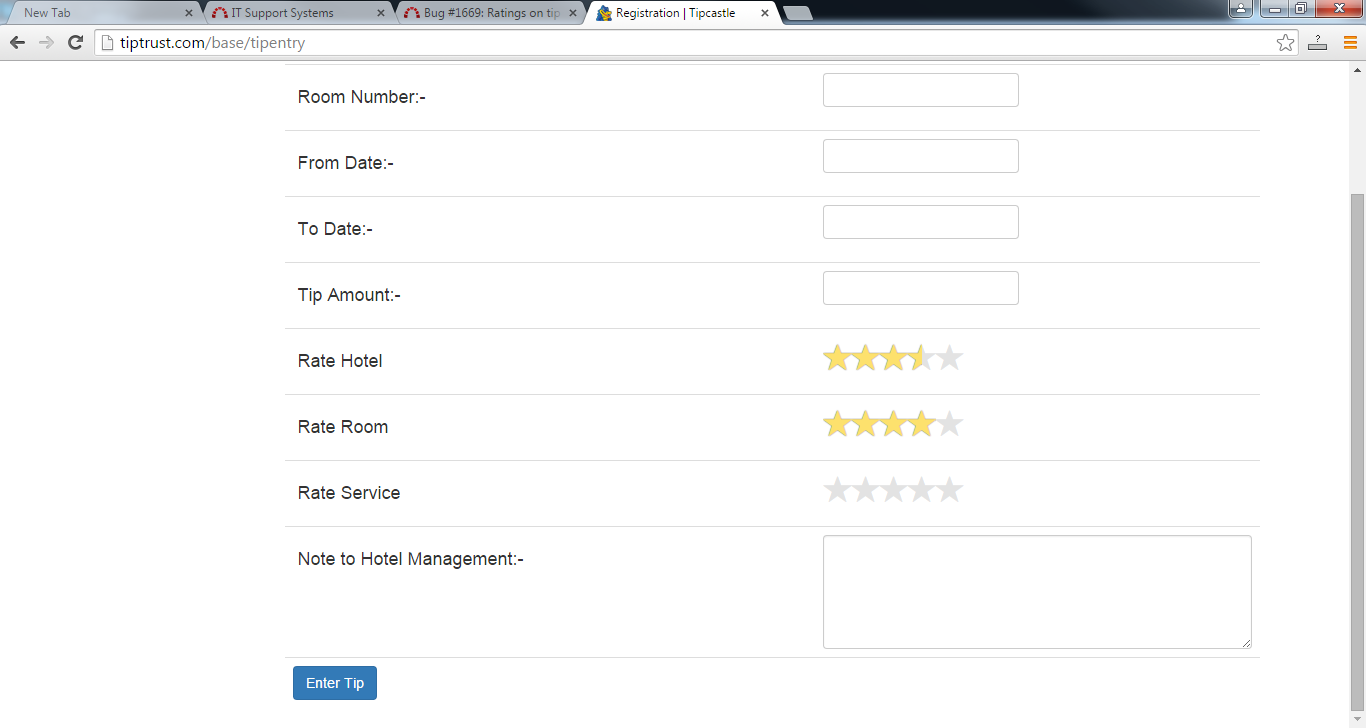 New Tab
IT Support Systems
Bug #1669: Ratings on tip
Registration | Tipcastle
tiptrust.com/base/tipentry
?
Room Number:-
From Date:-
To Date:-
Tip Amount:-
Rate Hotel
Rate Room
Rate Service
Note to Hotel Management:-
Enter Tip